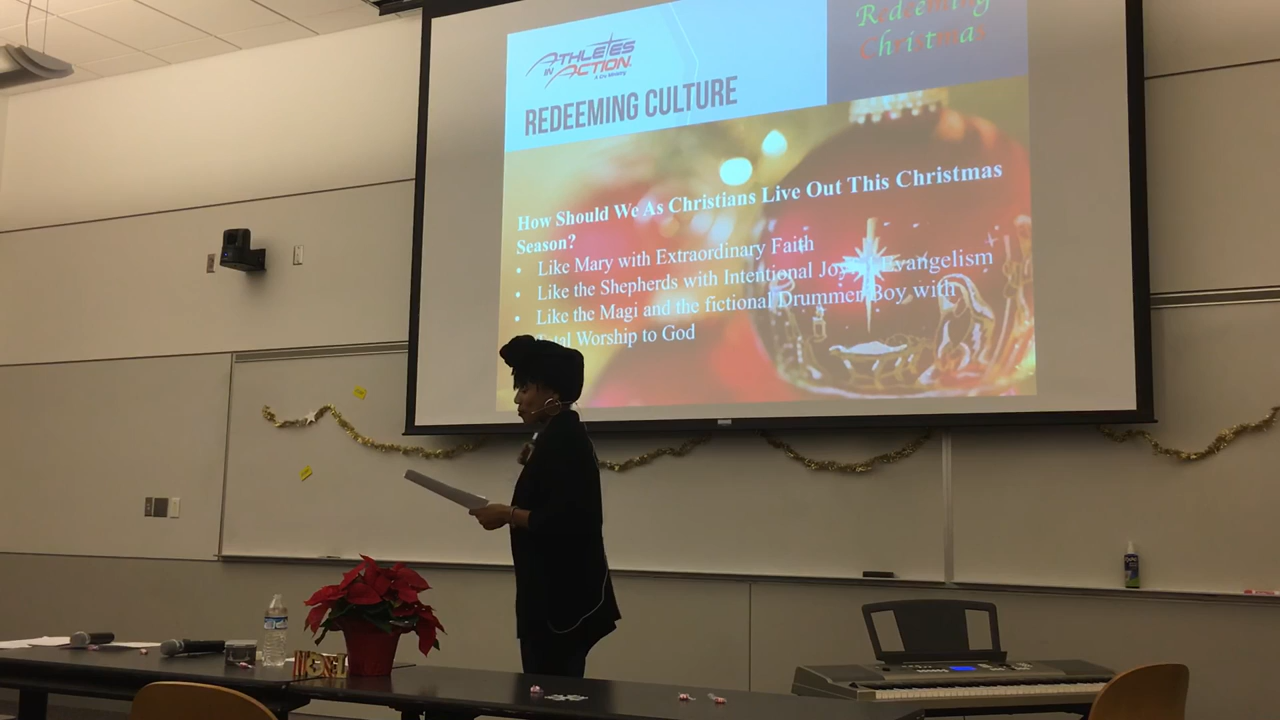 ATHLETES
IN ACTION
A Cru Ministry
Redeeming
Christmas
REDEEMING CULTURE
How Should We As Christians Live Out This Christmas
Season?
• Like Mary with Extraordinary Faith
• Like the Shepherds with Intentional Joyful Evangelism
• Like the Magi and the fictional Drummer Boy with
Total Worship to God